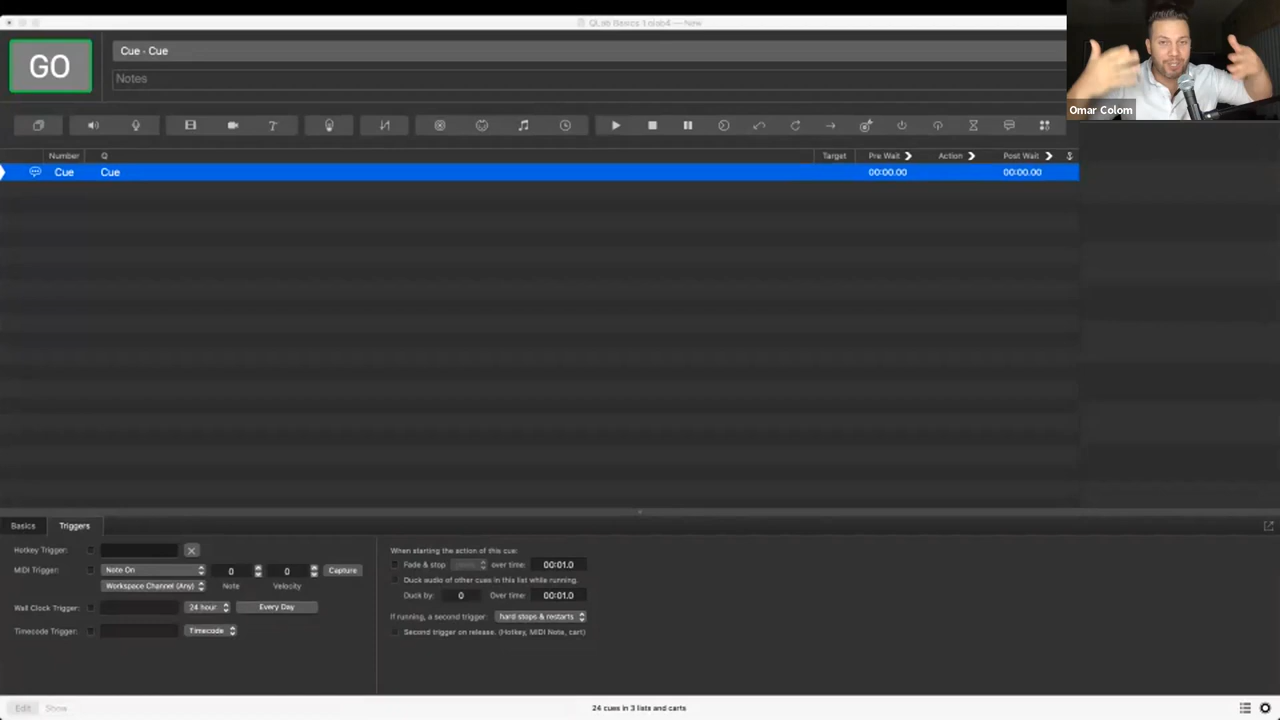 QLab Basics 1.qlab4 — New
GO
Cue - Cue
Notes
Omar Colom
Number Q Target Pre Wait Action Post Wait
Cue Cue 00:00.00 00:00.00
Basics Triggers
Hotkey Trigger:
MIDI Trigger: Note On 0 0 Capture
Workspace Channel (Any) Note Velocity
Wall Clock Trigger: 24 hour Every Day
Timecode Trigger: Timecode
When starting the action of this cue:
Fade & stop over time: 00:01.0
Duck audio of other cues in this list while running.
Duck by: 0 Over time: 00:01.0
If running, a second trigger: hard stops & restarts
Second trigger on release. (Hotkey, MIDI Note, cart)
Edit Show
24 cues in 3 lists and carts